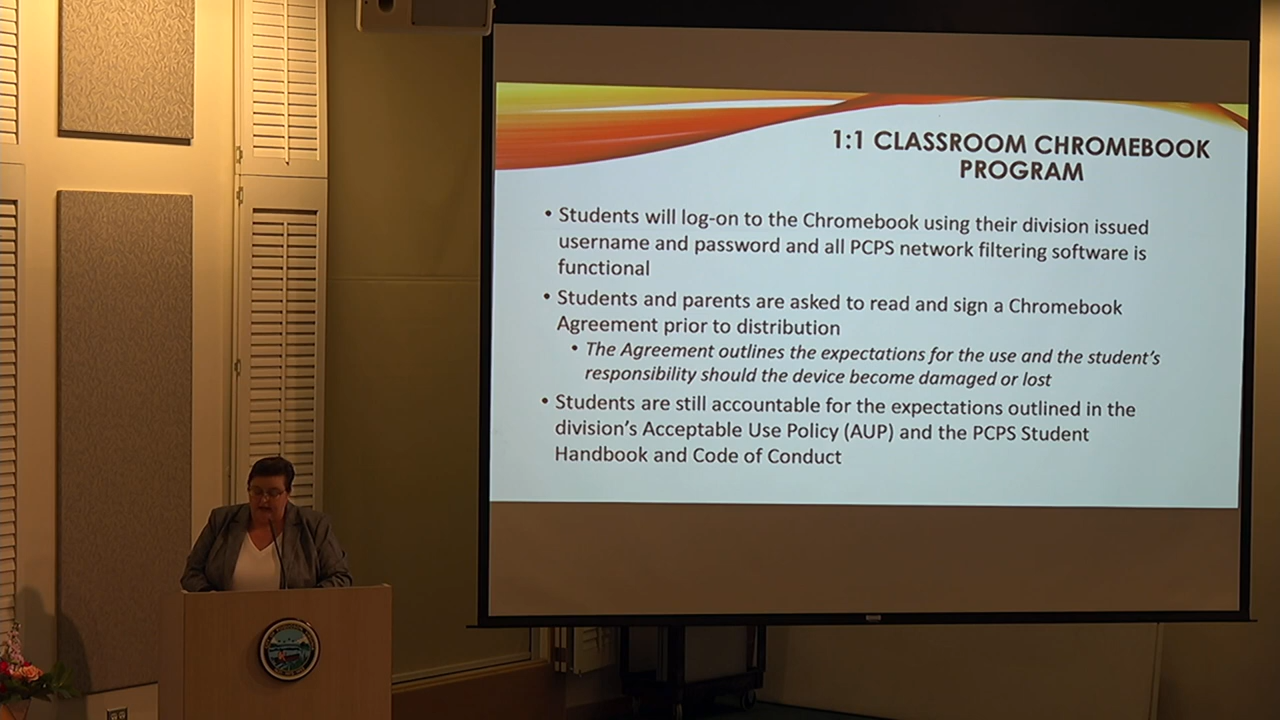 1:1 CLASSROOM CHROMEBOOK
PROGRAM
• Students will log-on to the Chromebook using their division issued
username and password and all PCPS network filtering software is
functional
• Students and parents are asked to read and sign a Chromebook
Agreement prior to distribution
• The Agreement outlines the expectations for the use and the student's
responsibility should the device become damaged or lost
• Students are still accountable for the expectations outlined in the
division's Acceptable Use Policy (AUP) and the PCPS Student
Handbook and Code of Conduct